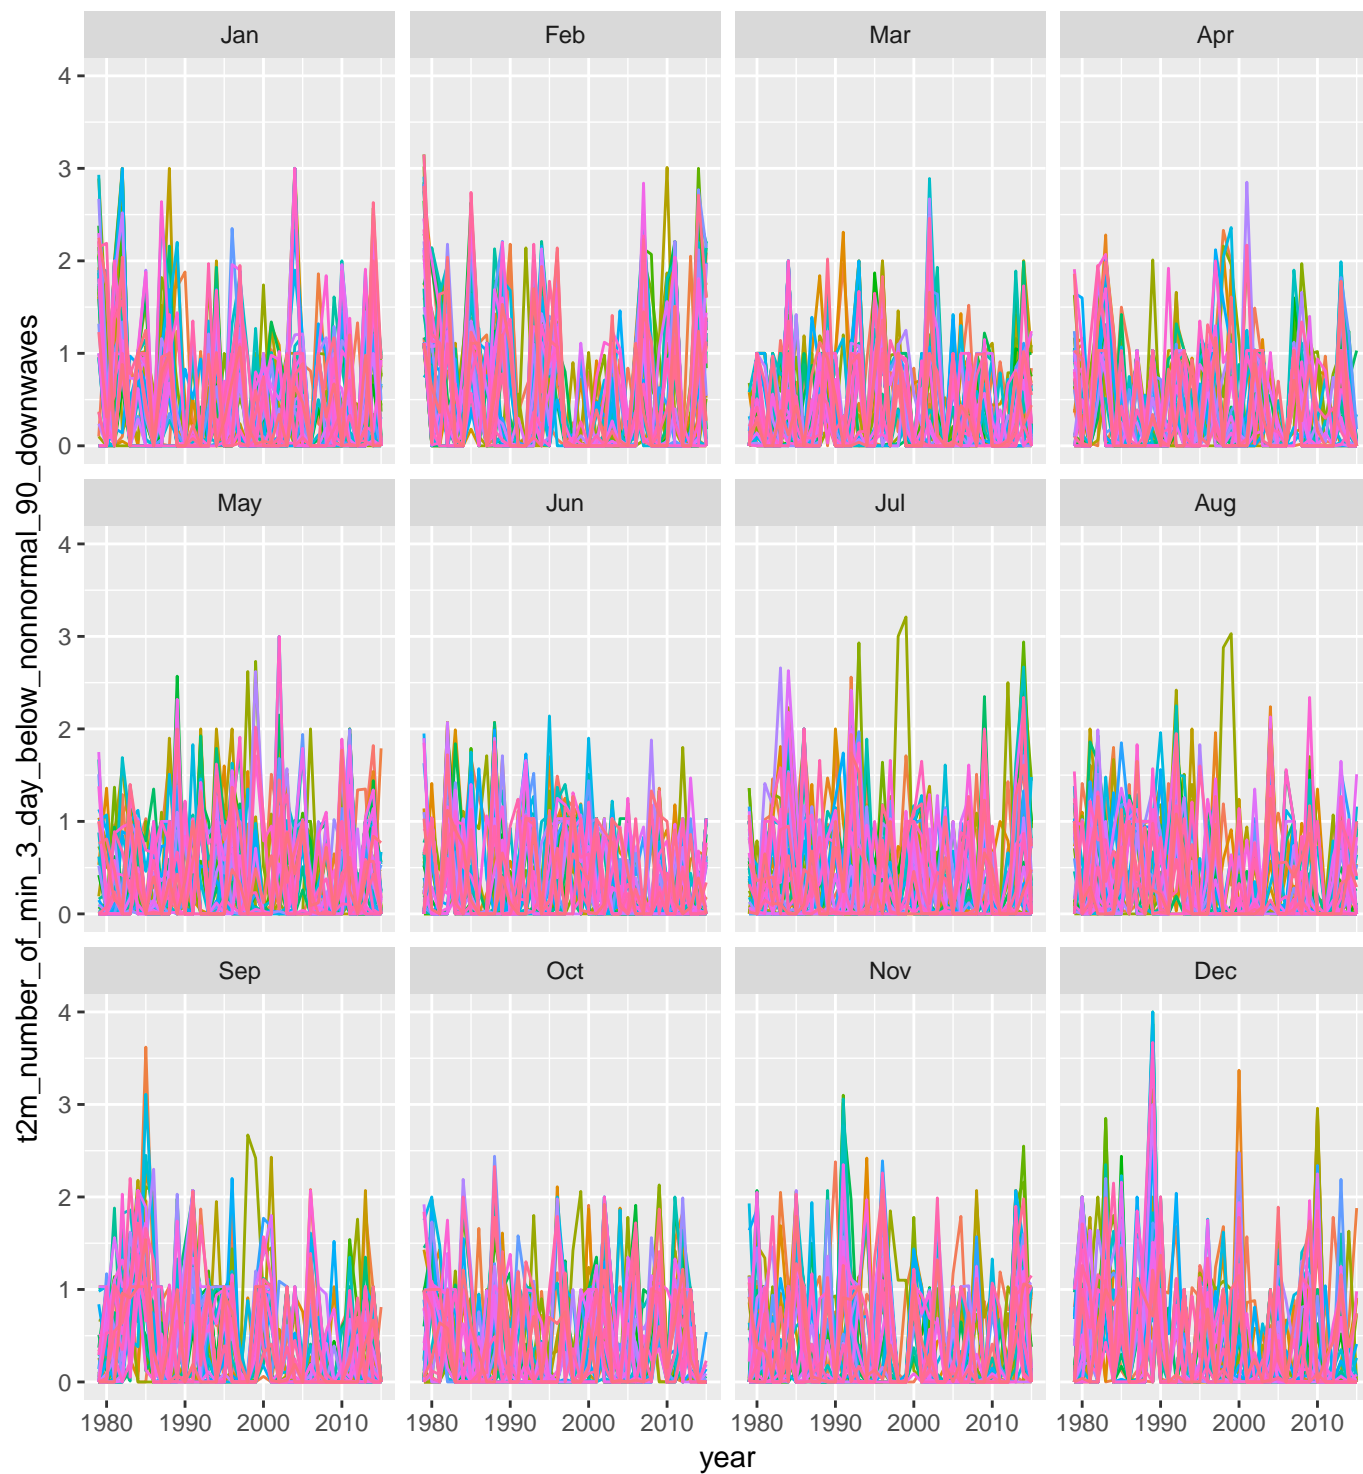 Jan Feb Mar Apr
4
3
2
1
0
May Jun Jul Aug
4
3
2
1
0
Sep Oct Nov Dec
4
3
2
1
0
1980 1990 2000 2010 1980 1990 2000 2010 1980 1990 2000 2010 1980 1990 2000 2010
year
t2m_number_of_min_3_day_below_nonnormal_90_downwaves